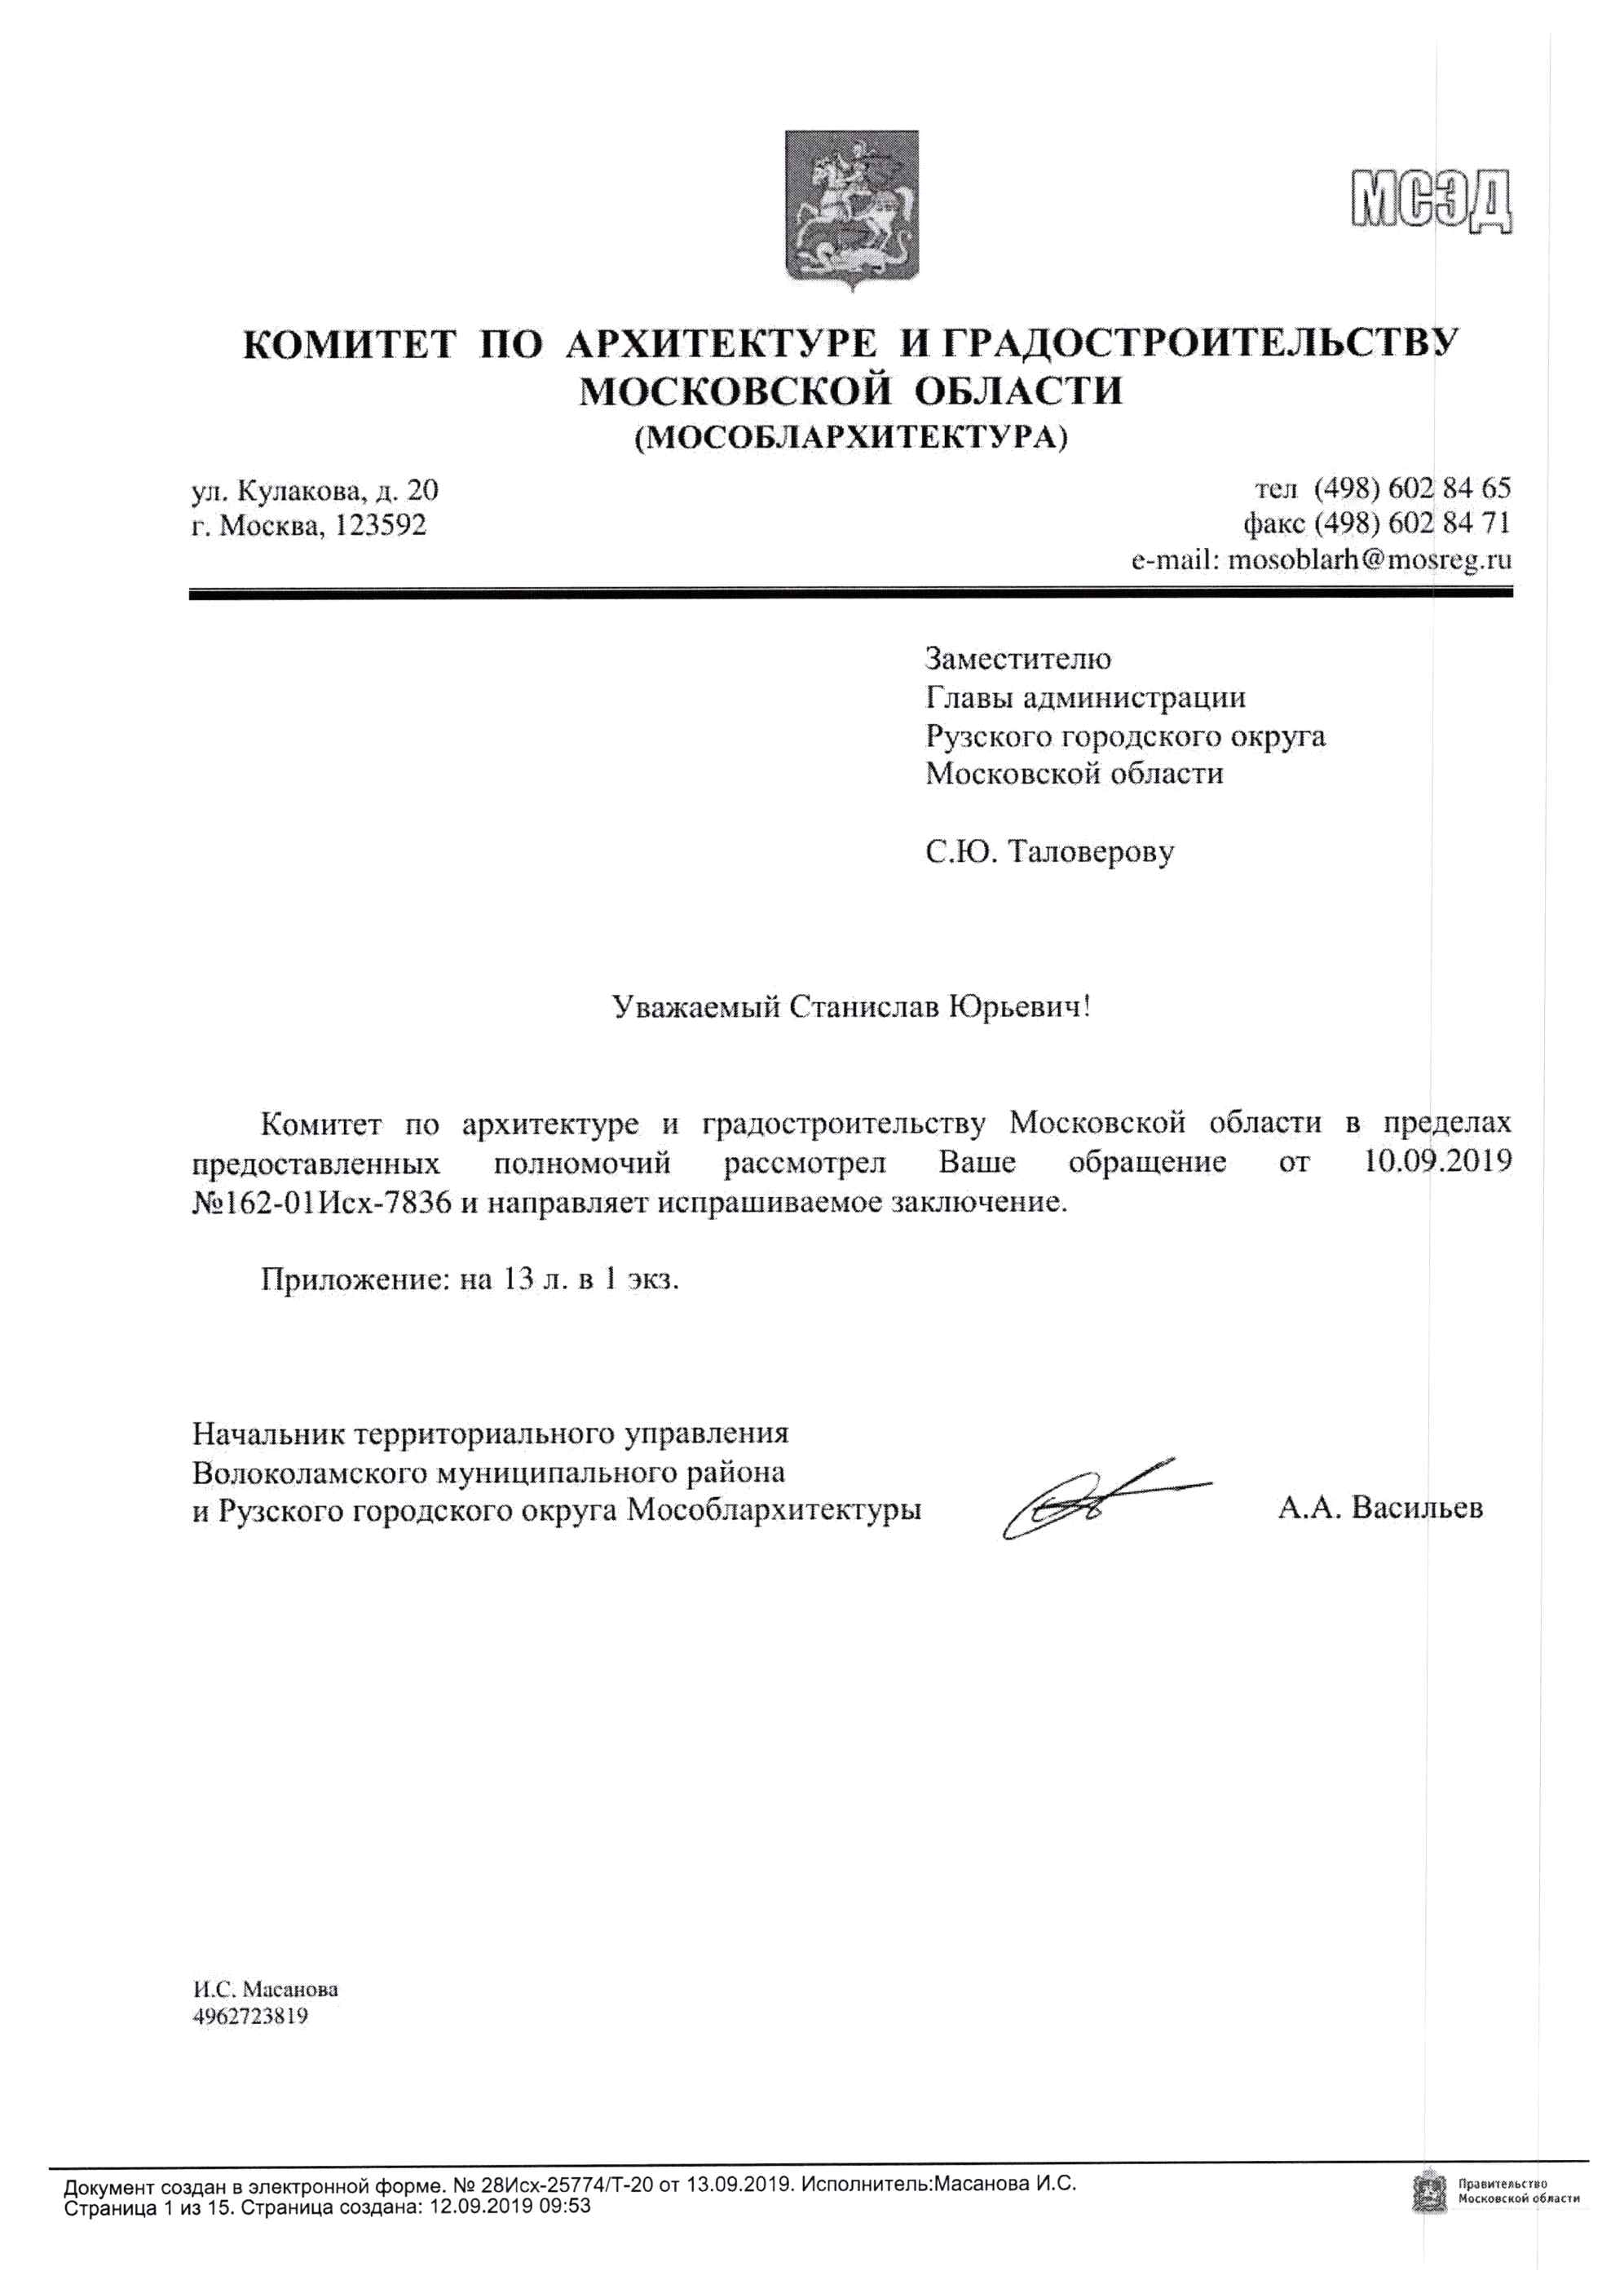 МСЭД
КОМИТЕТ ПО АРХИТЕКТУРЕ И ГРАДОСТРОИТЕЛЬСТВУ
МОСКОВСКОЙ ОБЛАСТИ
(МОСОБЛАРХИТЕКТУРА)
ул. Кулакова, д. 20
г. Москва, 123592
тел (498) 602 84 65
факс (498) 602 84 71
e-mail: mosoblarh@mosreg.ru
Заместителю
Главы администрации
Рузского городского округа
Московской области
С.Ю. Таловерову
Уважаемый Станислав Юрьевич!
Комитет по архитектуре и градостроительству Московской области в пределах
предоставленных полномочий рассмотрел Ваше обращение от 10.09.2019
№162-01Исх-7836 и направляет испрашиваемое заключение.
Приложение: на 13 л. в 1 экз.
Начальник территориального управления
Волоколамского муниципального района
и Рузского городского округа Мособлархитектуры
А.А. Васильев
И.С. Масанова
4962723819
Документ создан в электронной форме. № 28Исх-25774/Т-20 от 13.09.2019. Исполнитель:Масанова И.С.
Страница 1 из 15. Страница создана: 12.09.2019 09:53
Правительство
Московской области